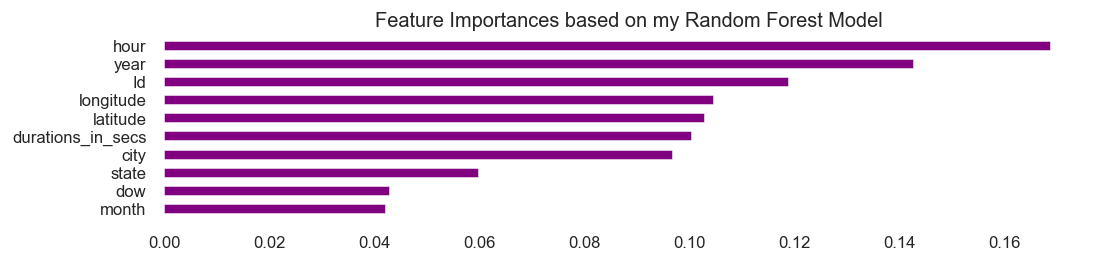 Feature Importances based on my Random Forest Model
hour
year
Id
longitude
latitude
durations_in_secs
city
state
dow
month
0.00 0.02 0.04 0.06 0.08 0.10 0.12 0.14 0.16